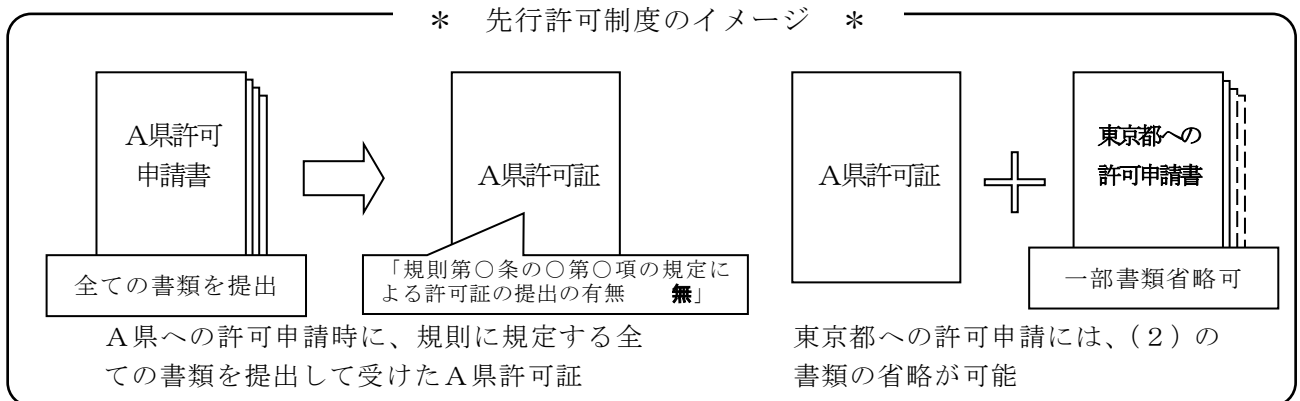 ＊ 先行許可制度のイメージ ＊
A県許可
申請書
A県許可証
A県許可証
東京都への
許可申請書
全ての書類を提出
「規則第○条の○第○項の規定に
よる許可証の提出の有無 無」
一部書類省略可
A県への許可申請時に、規則に規定する全
ての書類を提出して受けたA県許可証
東京都への許可申請には、（２）の
書類の省略が可能